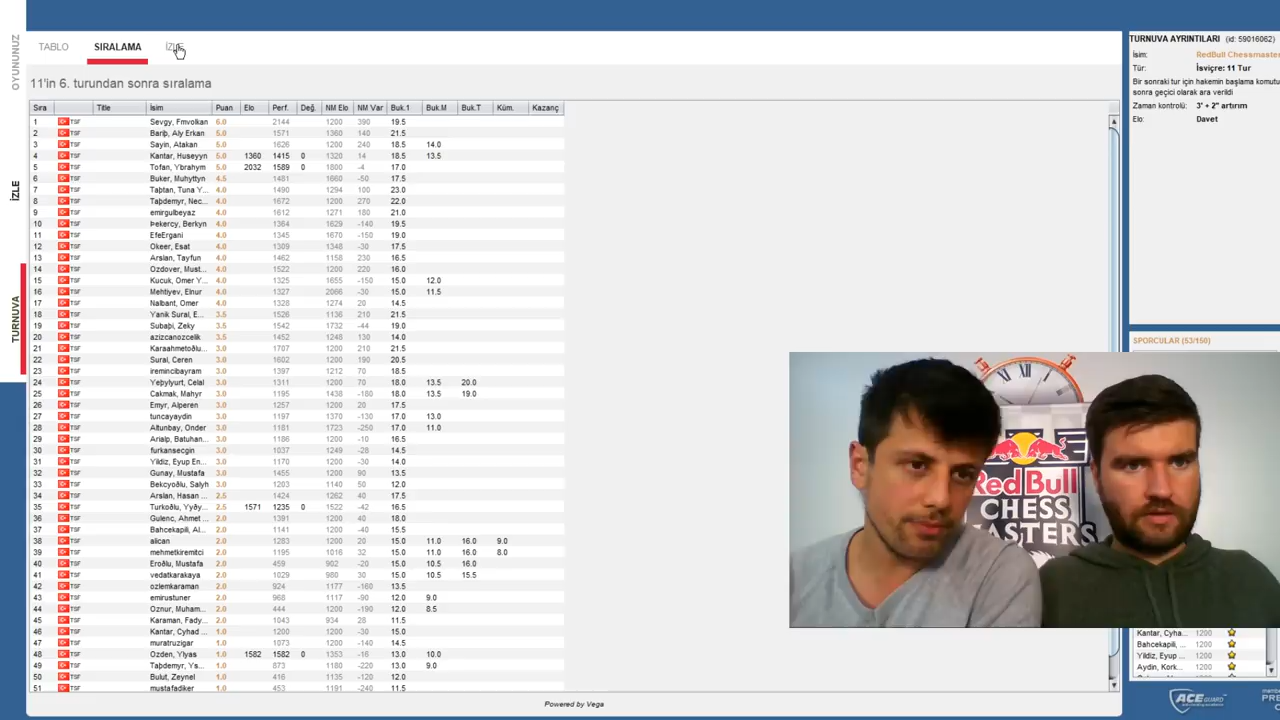 OYUNUNUZ
İZLE
TURNUVA
TABLO SIRALAMA İZLE
11'in 6. turundan sonra sıralama
Sıra Title İsim Puan Elo Perf. Değ. NM Elo NM Var Buk.1 Buk.M Buk.T Küm. Kazanç
1 TSF Sevgy, Fmvolkan 6.0 2144 1200 390 19.5
2 TSF Bariþ, Aly Erkan 5.0 1571 1360 140 21.5
3 TSF Sayin, Atakan 5.0 1626 1200 240 18.5 14.0
4 TSF Kantar, Huseyyn 5.0 1360 1415 0 1320 14 18.5 13.5
5 TSF Tofan, Ybrahym 5.0 2032 1589 0 1800 -4 17.0
6 TSF Buker, Muhyttyn 4.5 1481 1660 -50 17.5
7 TSF Taþtan, Tuna Y... 4.0 1490 1294 100 23.0
8 TSF Taþdemyr, Nec... 4.0 1672 1200 270 22.0
9 TSF emirgulbeyaz 4.0 1612 1271 180 21.0
10 TSF Þekercy, Berkyn 4.0 1364 1629 -140 19.5
11 TSF EfeErgani 4.0 1345 1670 -150 19.0
12 TSF Okeer, Esat 4.0 1309 1348 -30 17.5
13 TSF Arslan, Tayfun 4.0 1462 1158 230 16.5
14 TSF Ozdover, Must... 4.0 1522 1200 220 16.0
15 TSF Kucuk, Omer Y... 4.0 1325 1655 -150 15.0 12.0
16 TSF Mehtiyev, Elnur 4.0 1327 2066 -30 15.0 11.5
17 TSF Nalbant, Omer 4.0 1328 1274 20 14.5
18 TSF Yanik Sural, E... 3.5 1526 1136 210 21.5
19 TSF Subaþi, Zeky 3.5 1542 1732 -44 19.0
20 TSF azizcanozcelik 3.5 1452 1248 130 14.0
21 TSF Karaahmetoðlu... 3.0 1707 1200 210 21.5
22 TSF Sural, Ceren 3.0 1602 1200 190 20.5
23 TSF iremincibayram 3.0 1397 1212 70 18.5
24 TSF Yeþylyurt, Celal 3.0 1311 1200 70 18.0 13.5 20.0
25 TSF Cakmak, Mahyr 3.0 1195 1438 -180 18.0 13.5 19.0
26 TSF Emyr, Alperen 3.0 1257 1200 20 17.5
27 TSF tuncayaydin 3.0 1197 1370 -130 17.0 13.0
28 TSF Altunbay, Onder 3.0 1181 1723 -250 17.0 11.0
29 TSF Arialp, Batuhan... 3.0 1186 1200 -10 16.5
30 TSF furkansecgin 3.0 1037 1249 -28 14.5
31 TSF Yildiz, Eyup En... 3.0 1170 1200 -30 14.0
32 TSF Gunay, Mustafa 3.0 1455 1200 90 13.5
33 TSF Bekcyoðlu, Salyh 3.0 1203 1140 50 12.0
34 TSF Arslan, Hasan ... 2.5 1424 1262 40 17.5
35 TSF Turkoðlu, Yyðy... 2.5 1571 1235 0 1522 -42 16.5
36 TSF Gulenc, Ahmet ... 2.0 1391 1200 40 18.0
37 TSF Bahcekapili, Al... 2.0 1141 1200 -40 15.5
38 TSF alican 2.0 1283 1200 20 15.0 11.0 16.0 9.0
39 TSF mehmetkiremitci 2.0 1195 1016 32 15.0 11.0 16.0 8.0
40 TSF Eroðlu, Mustafa 2.0 459 902 -20 15.0 10.5 16.0
41 TSF vedatkarakaya 2.0 1029 980 30 15.0 10.5 15.5
42 TSF ozlemkaraman 2.0 924 1177 -160 13.5
43 TSF emirustuner 2.0 968 1117 -90 12.0 9.0
44 TSF Oznur, Muham... 2.0 444 1200 -190 12.0 8.5
45 TSF Karaman, Fady... 2.0 1043 934 28 11.5
46 TSF Kantar, Cyhad ... 1.0 1200 1200 -30 15.0
47 TSF muratruzigar 1.0 1073 1200 -140 14.5
48 TSF Ozden, Ylyas 1.0 1582 1582 0 1353 -16 13.0 10.0
49 TSF Taþdemyr, Ys... 1.0 873 1180 -220 13.0 9.0
50 TSF Bulut, Zeynel 1.0 416 1135 -210 12.0
51 TSF mustafadiker 1.0 453 1191 -240 11.5
Powered by Vega
TURNUVA AYRINTILARI (id: 59016062)
İsim: RedBull Chessmaster
Tür: İsviçre: 11 Tur
Bir sonraki tur için hakemin başlama komutu
sonra geçici olarak ara verildi
Zaman kontrolü: 3' + 2" artırım
Elo: Davet
SPORCULAR (53/150)
Red Bull
CHESS
MASTERS
Kantar, Cyha... 1200
Bahcekapili, ... 1200
Yildiz, Eyup ... 1200
Aydin, Kork... 1200
ACE GUARD